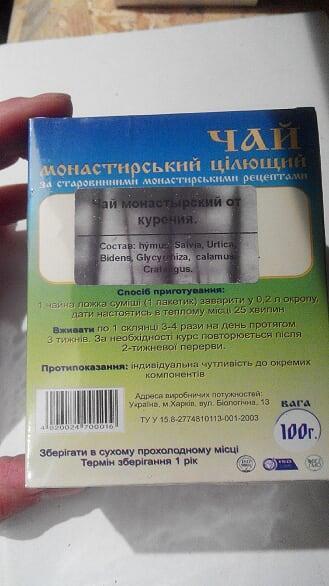 ЧАЙ
МОНАСТИРСЬКИЙ ЦІЛЮЩИЙ
ЗА СТАРОВИННИМИ МОНАСТИРСЬКИМИ РЕЦЕПТАМИ
Чай монастырский от
курения.
Состав: hymus, Salvia, Urtica,
Bidens, Glycyrrhiza, calamus,
Crataegus.
Спосіб приготування:
1 чайна ложка суміші (1 пакетик) заварити у 0,2 л окропу,
дати настоятись в теплому місці 25 хвилин
Вживати по 1 склянці 3-4 рази на день протягом
3 тижнів. За необхідності курс повторюється після
2-тижневої перерви.
Протипоказання: індивідуальна чутливість до окремих
компонентів
Адреса виробничих потужностей:
Україна, м.Харків, вул. Біологічна, 13
ТУ У 15.8-2774810113-001-2003
ВАГА
100г.
4 820024 700016
Зберігати в сухому прохолодному місці
Термін зберігання 1 рік
ISO